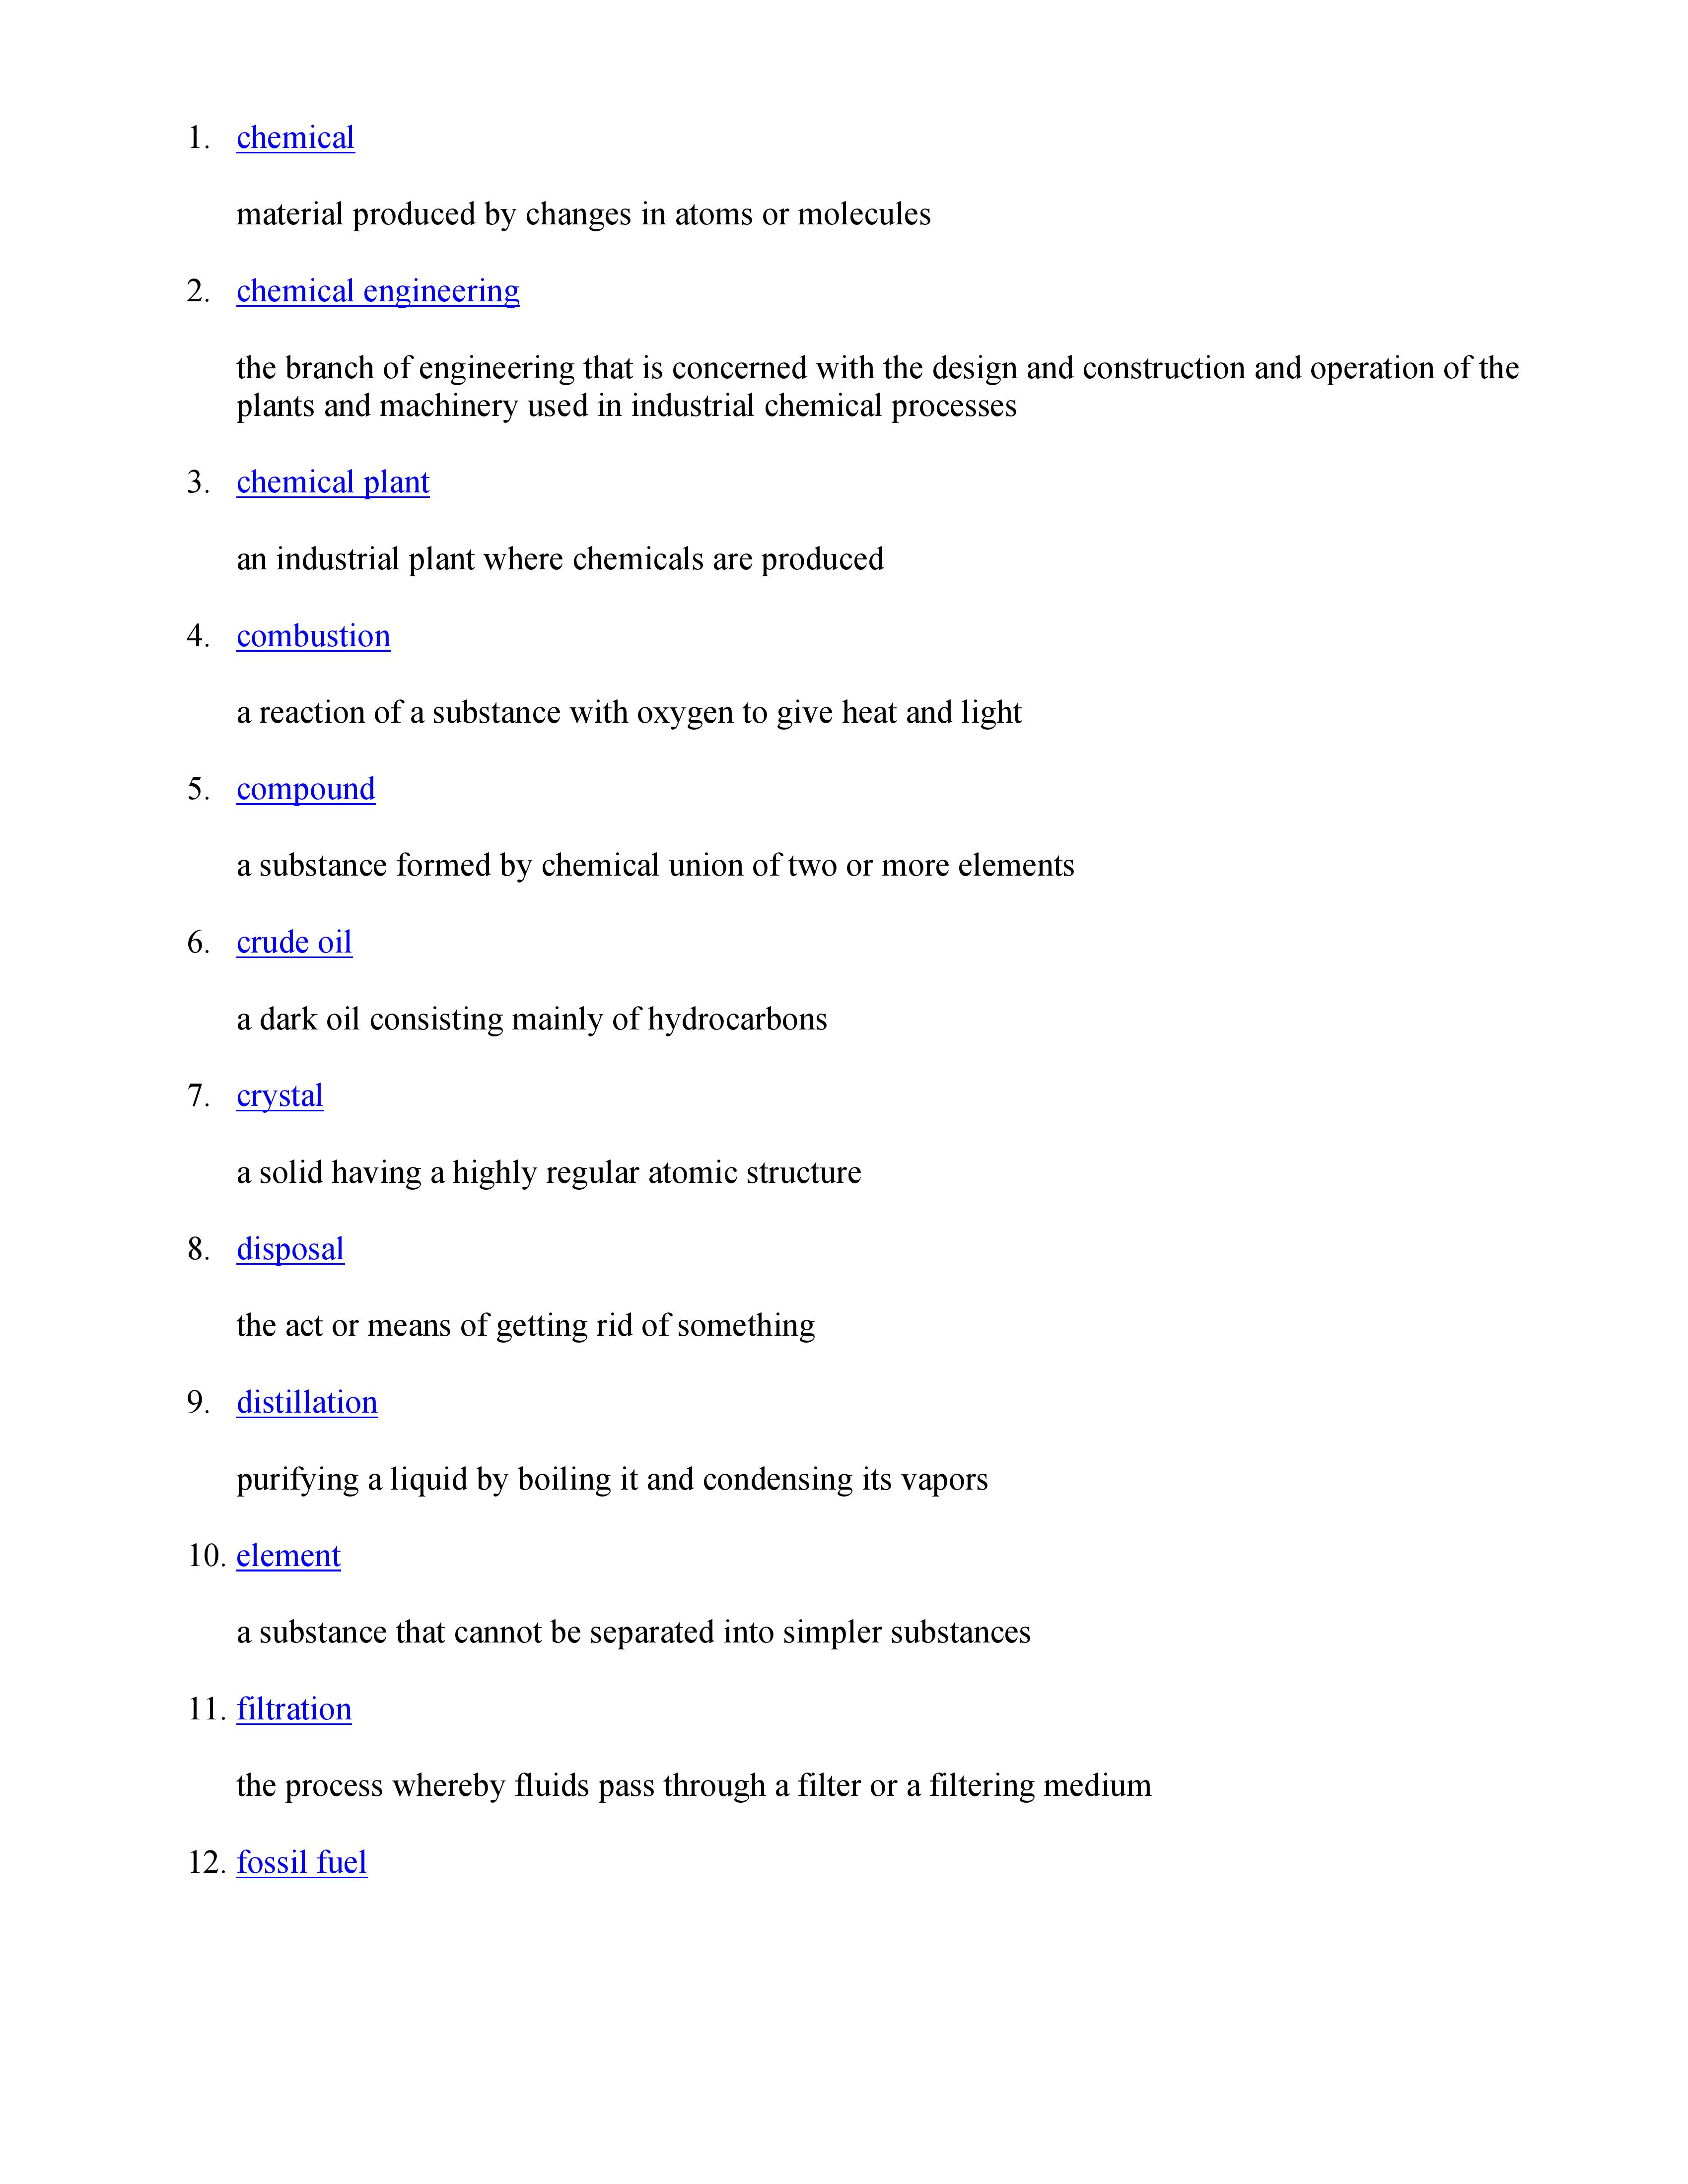 1. chemical
material produced by changes in atoms or molecules
2. chemical engineering
the branch of engineering that is concerned with the design and construction and operation of the
plants and machinery used in industrial chemical processes
3. chemical plant
an industrial plant where chemicals are produced
4. combustion
a reaction of a substance with oxygen to give heat and light
5. compound
a substance formed by chemical union of two or more elements
6. crude oil
a dark oil consisting mainly of hydrocarbons
7. crystal
a solid having a highly regular atomic structure
8. disposal
the act or means of getting rid of something
9. distillation
purifying a liquid by boiling it and condensing its vapors
10. element
a substance that cannot be separated into simpler substances
11. filtration
the process whereby fluids pass through a filter or a filtering medium
12. fossil fuel